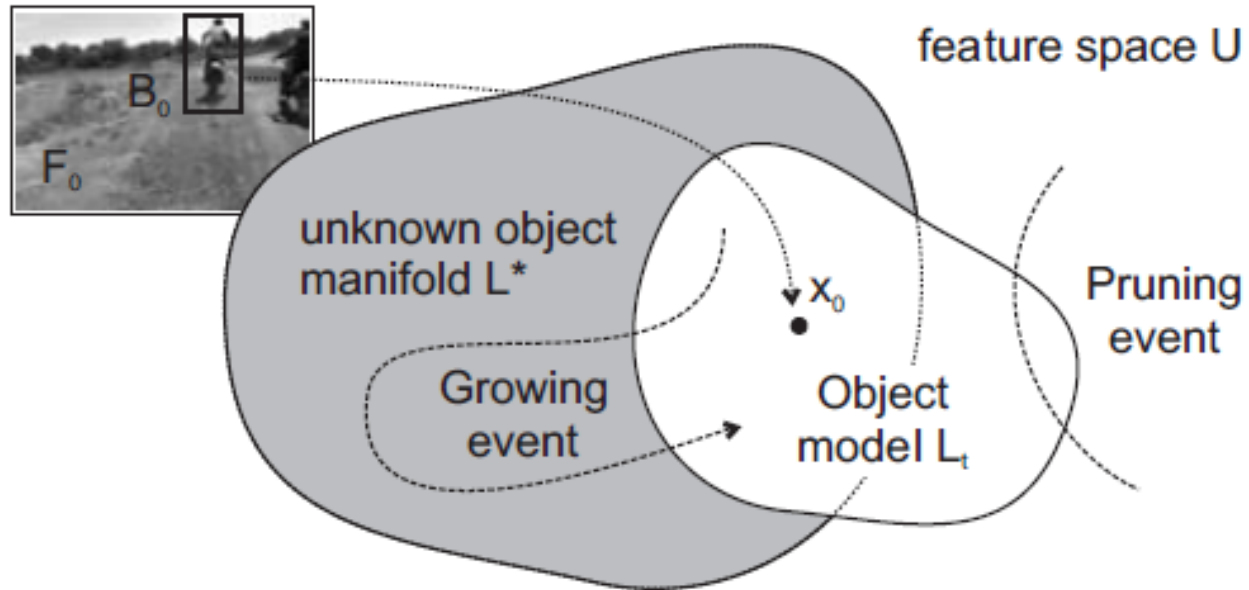 feature space U
B₀
F₀
unknown object
manifold L*
x₀
Pruning
event
Growing
event
Object
model Lₜ